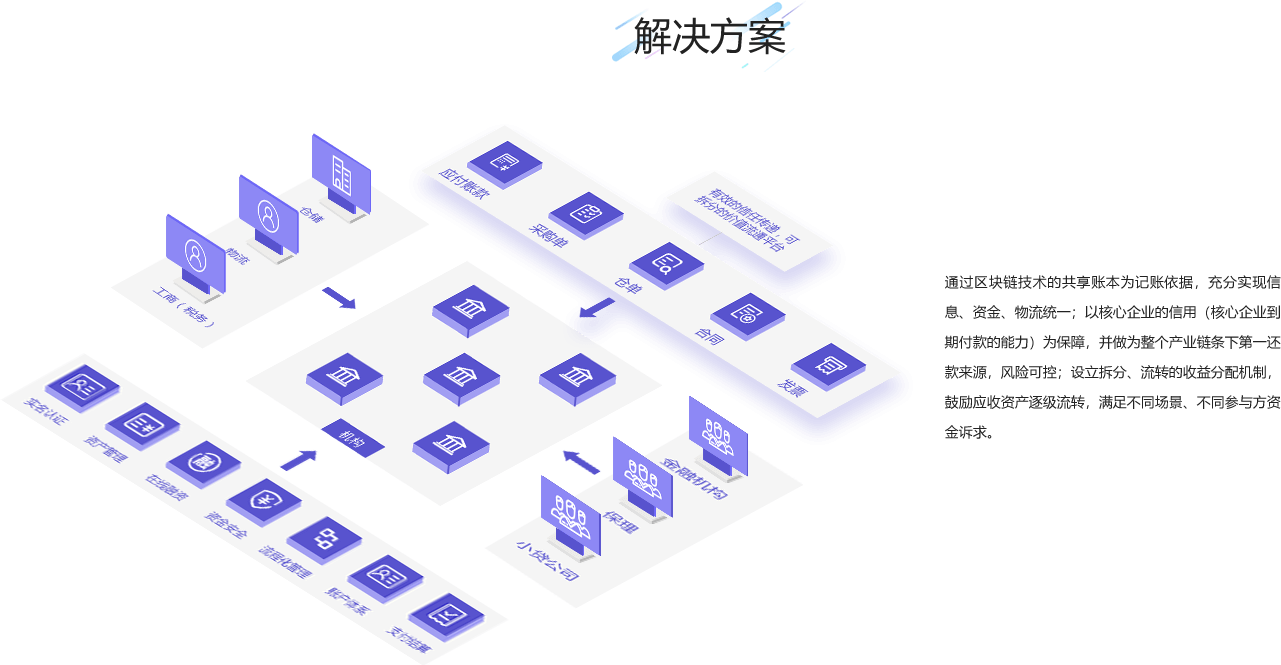 解决方案
应付账款
采购单
仓单
合同
发票
有效的信任传递，可
拆分的价值流通平台
仓储
物流
工商（税务）
机构
实名认证
资产管理
在线融资
资金安全
流程化管理
账户体系
支付结算
金融机构
保理
小贷公司
通过区块链技术的共享账本为记账依据，充分实现信
息、资金、物流统一；以核心企业的信用（核心企业到
期付款的能力）为保障，并做为整个产业链条下第一还
款来源，风险可控；设立拆分、流转的收益分配机制，
鼓励应收资产逐级流转，满足不同场景、不同参与方资
金诉求。